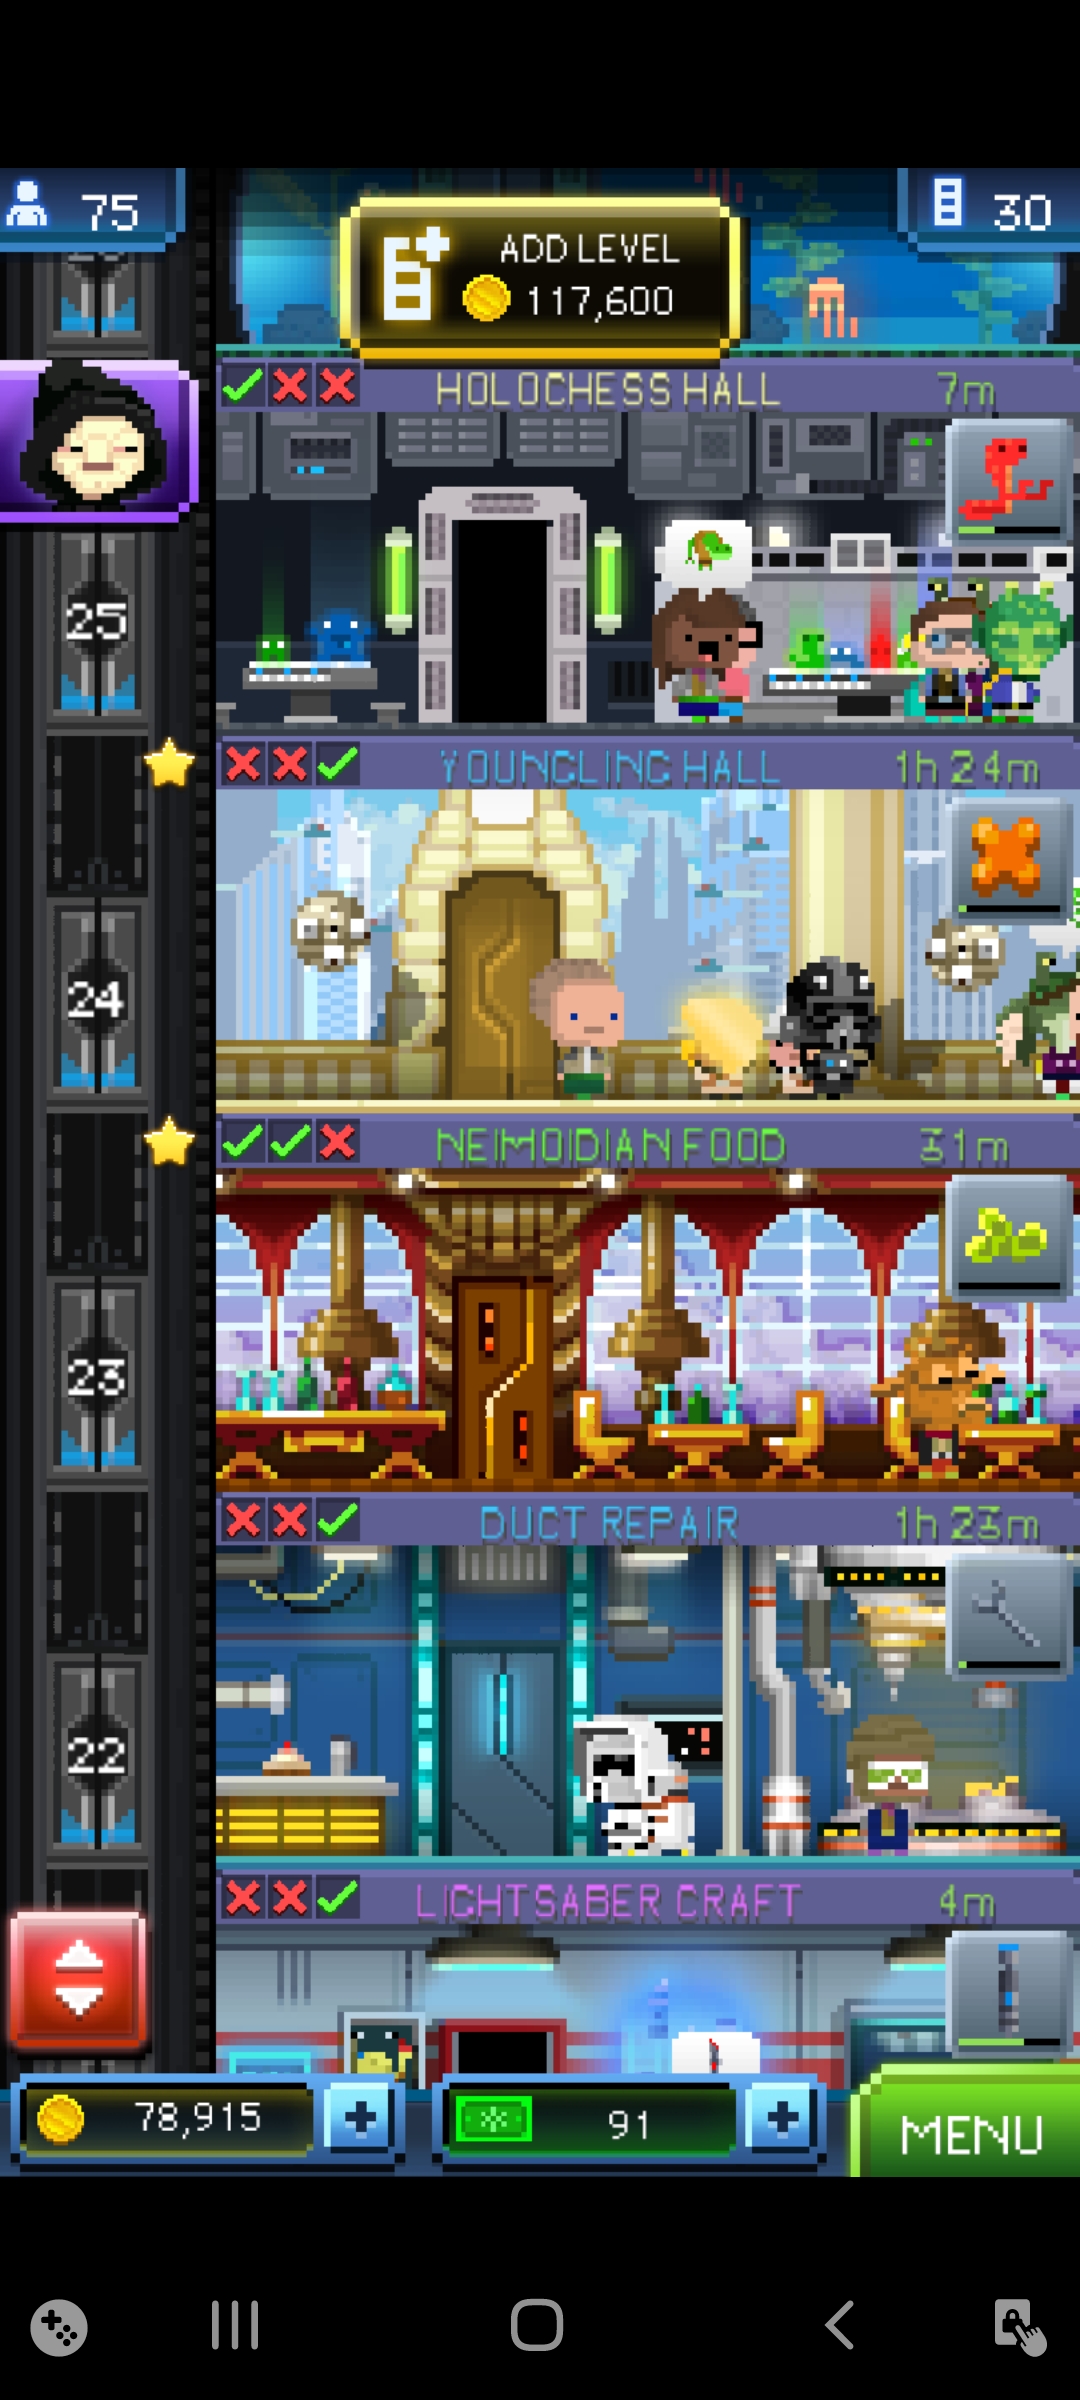 75
30
ADD LEVEL
117,600
HOLOCHESS HALL
7m
25
YOUNGLING HALL
1h 24m
24
NEIMOIDIAN FOOD
31m
23
DUCT REPAIR
1h 23m
22
LIGHTSABER CRAFT
4m
78,915
91
MENU